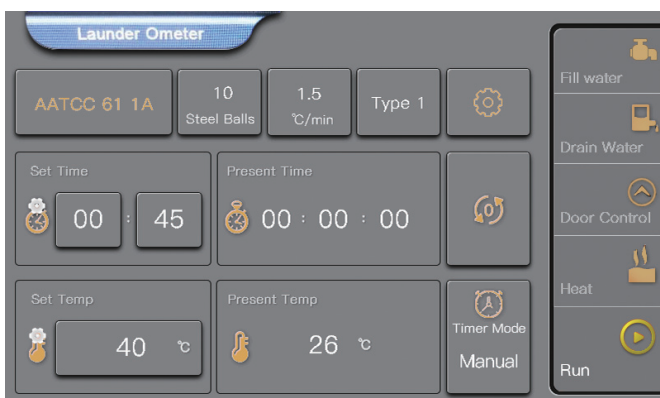 Launder Ometer
AATCC 61 1A
10
Steel Balls
1.5
℃/min
Type 1
Set Time
00 : 45
Present Time
00 : 00 : 00
0
Set Temp
40 ℃
Present Temp
26 ℃
A
Timer Mode
Manual
Fill water
Drain Water
Door Control
Heat
Run